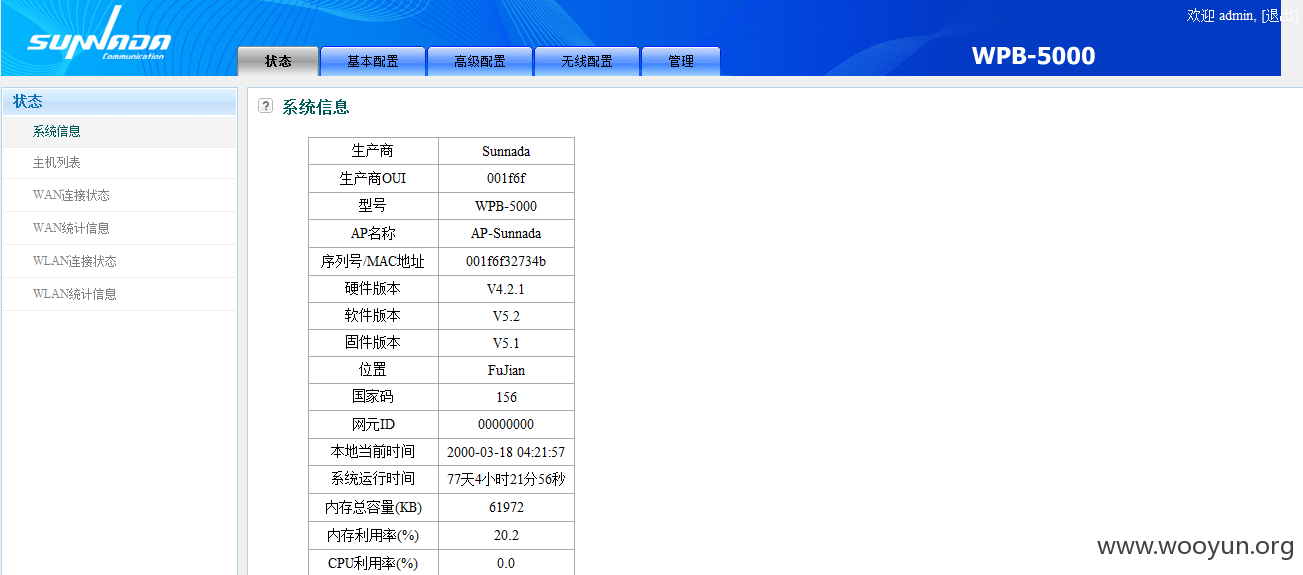 欢迎 admin, [退出]
SUNNADA
Communication
状态 基本配置 高级配置 无线配置 管理
WPB-5000
状态
系统信息
主机列表
WAN连接状态
WAN统计信息
WLAN连接状态
WLAN统计信息
? 系统信息
生产商 Sunnada
生产商OUI 001f6f
型号 WPB-5000
AP名称 AP-Sunnada
序列号/MAC地址 001f6f32734b
硬件版本 V4.2.1
软件版本 V5.2
固件版本 V5.1
位置 FuJian
国家码 156
网元ID 00000000
本地当前时间 2000-03-18 04:21:57
系统运行时间 77天4小时21分56秒
内存总容量(KB) 61972
内存利用率(%) 20.2
CPU利用率(%) 0.0
www.wooyun.org